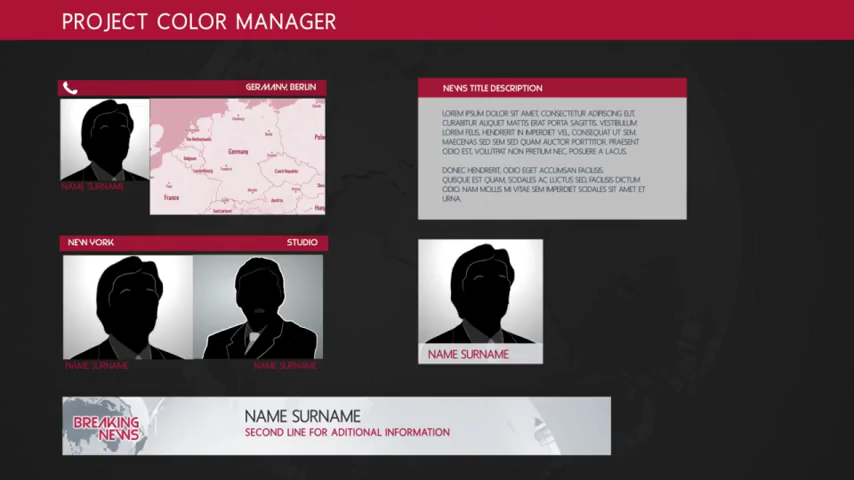 PROJECT COLOR MANAGER
GERMANY, BERLIN
NAME SURNAME
Germany
The Netherlands
Belgium
Luxembourg
France
Czech Republic
Austria
Switzerland
NEWS TITLE DESCRIPTION
LOREM IPSUM DOLOR SIT AMET, CONSECTETUR ADIPISCING ELIT.
CURABITUR ALIQUET MATTIS ERAT PORTA SAGITTIS. VESTIBULUM
LOREM FELIS, HENDRERIT IN IMPERDIET VEL, CONSEQUAT UT SEM.
MAECENAS SED SEM SED QUAM AUCTOR PORTTITOR. PRAESENT
ODIO EST, VOLUTPAT NON PRETIUM NEC, POSUERE A LACUS.
DONEC HENDRERIT, ODIO EGET ACCUMSAN FACILISIS.
QUISQUE EST QUAM, SODALES AC LUCTUS SED, FACILISIS DICTUM
ODIO. NAM MOLLIS MI VITAE SEM IMPERDIET SODALES SIT AMET ET
URNA.
NEW YORK
STUDIO
NAME SURNAME
NAME SURNAME
NAME SURNAME
BREAKING
NEWS
NAME SURNAME
SECOND LINE FOR ADITIONAL INFORMATION